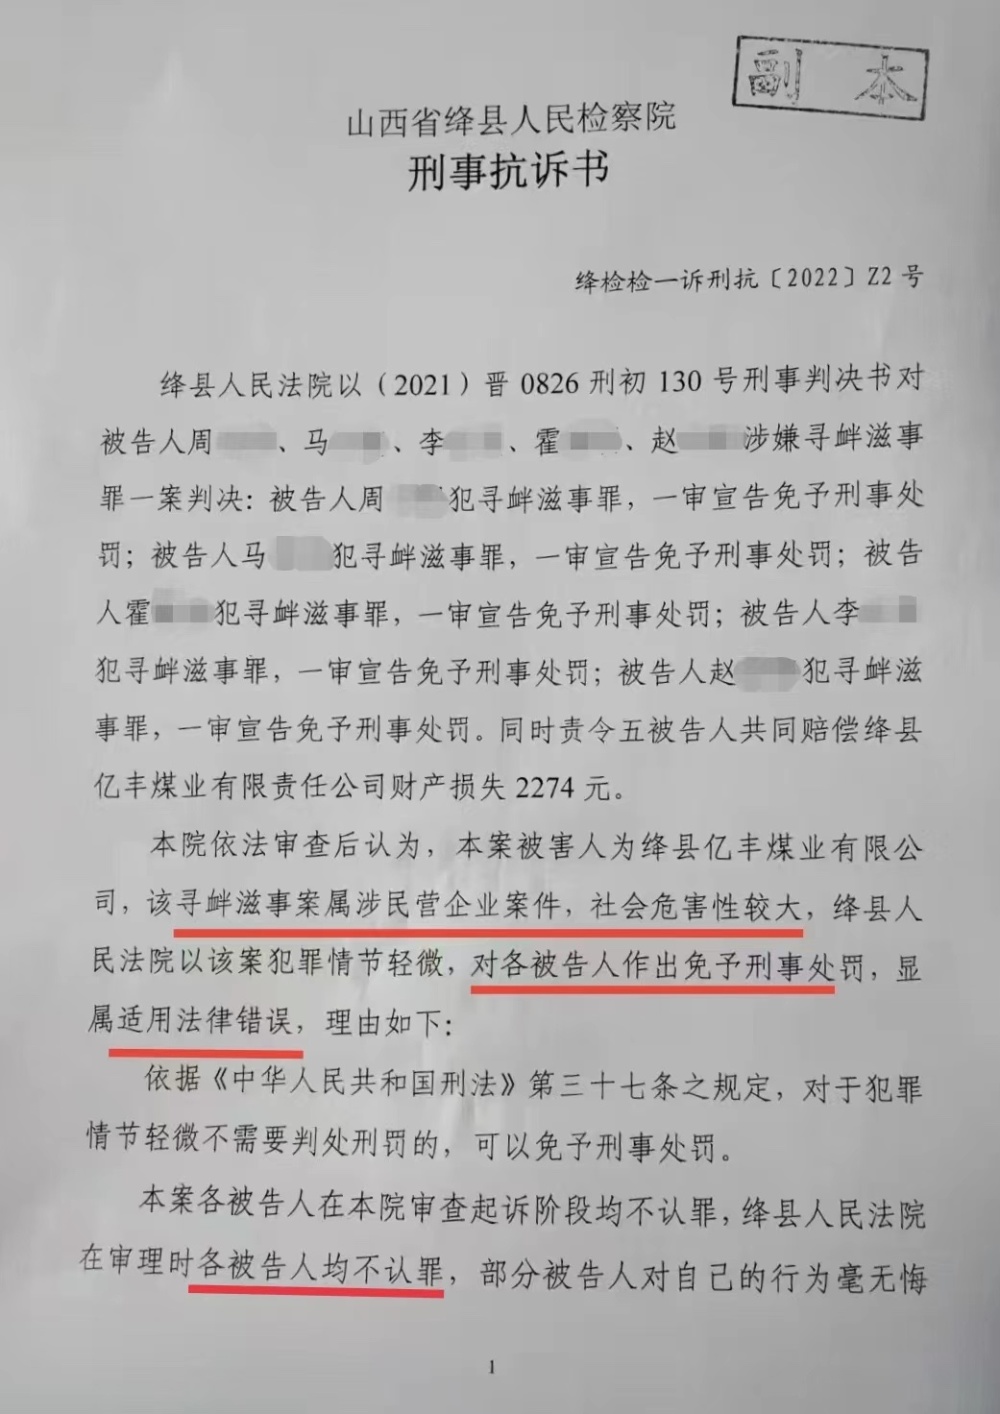 副 本
山西省绛县人民检察院
刑事抗诉书
绛检检一诉刑抗〔2022〕Z2号
绛县人民法院以（2021）晋 0826 刑初 130 号刑事判决书对
被告人周、马、李、霍、赵涉嫌寻衅滋事
罪一案判决：被告人周犯寻衅滋事罪，一审宣告免予刑事处
罚；被告人马犯寻衅滋事罪，一审宣告免予刑事处罚；被告
人霍犯寻衅滋事罪，一审宣告免予刑事处罚；被告人李
犯寻衅滋事罪，一审宣告免予刑事处罚；被告人赵犯寻衅滋
事罪，一审宣告免予刑事处罚。同时责令五被告人共同赔偿绛县
亿丰煤业有限责任公司财产损失 2274 元。
本院依法审查后认为，本案被害人为绛县亿丰煤业有限公
司，该寻衅滋事案属涉民营企业案件，社会危害性较大，绛县人
民法院以该案犯罪情节轻微，对各被告人作出免予刑事处罚，显
属适用法律错误，理由如下：
依据《中华人民共和国刑法》第三十七条之规定，对于犯罪
情节轻微不需要判处刑罚的，可以免予刑事处罚。
本案各被告人在本院审查起诉阶段均不认罪，绛县人民法院
在审理时各被告人均不认罪，部分被告人对自己的行为毫无悔
1